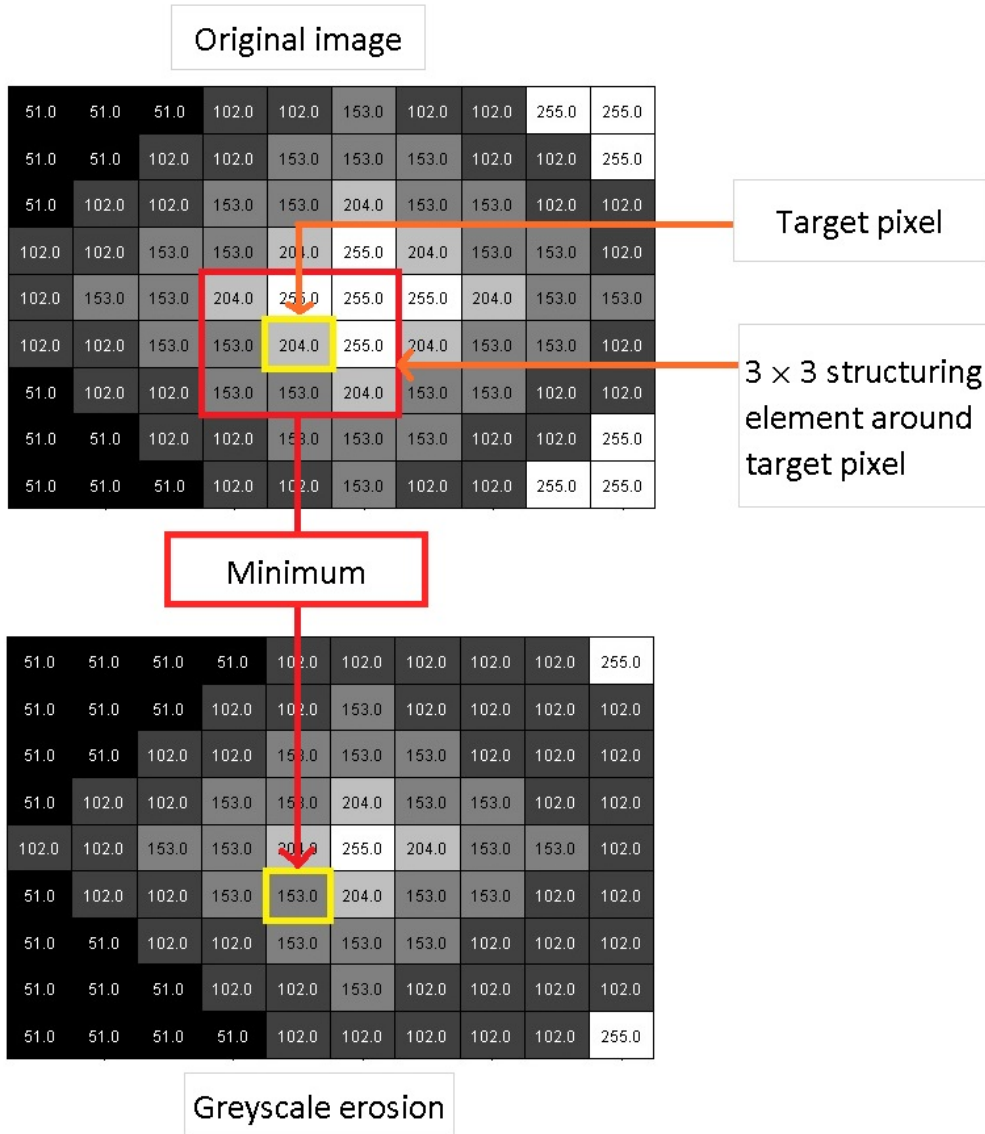 Original image
51.0 51.0 51.0 102.0 102.0 153.0 102.0 102.0 255.0 255.0
51.0 51.0 102.0 102.0 153.0 153.0 153.0 102.0 102.0 255.0
51.0 102.0 102.0 153.0 153.0 204.0 153.0 153.0 102.0 102.0
Target pixel
102.0 102.0 153.0 153.0 204.0 255.0 204.0 153.0 153.0 102.0
102.0 153.0 153.0 204.0 255.0 255.0 255.0 204.0 153.0 153.0
102.0 102.0 153.0 153.0 204.0 255.0 204.0 153.0 153.0 102.0
51.0 102.0 102.0 153.0 153.0 204.0 153.0 153.0 102.0 102.0
51.0 51.0 102.0 102.0 153.0 153.0 153.0 102.0 102.0 255.0
51.0 51.0 51.0 102.0 102.0 153.0 102.0 102.0 255.0 255.0
3 × 3 structuring
element around
target pixel
Minimum
51.0 51.0 51.0 51.0 102.0 102.0 102.0 102.0 102.0 255.0
51.0 51.0 51.0 102.0 102.0 153.0 102.0 102.0 102.0 102.0
51.0 51.0 102.0 102.0 153.0 153.0 153.0 102.0 102.0 102.0
51.0 102.0 102.0 153.0 153.0 204.0 153.0 153.0 102.0 102.0
102.0 102.0 153.0 153.0 204.0 255.0 204.0 153.0 153.0 102.0
51.0 102.0 102.0 153.0 153.0 204.0 153.0 153.0 102.0 102.0
51.0 51.0 102.0 102.0 153.0 153.0 153.0 102.0 102.0 102.0
51.0 51.0 51.0 102.0 102.0 153.0 102.0 102.0 102.0 102.0
51.0 51.0 51.0 51.0 102.0 102.0 102.0 102.0 102.0 255.0
Greyscale erosion